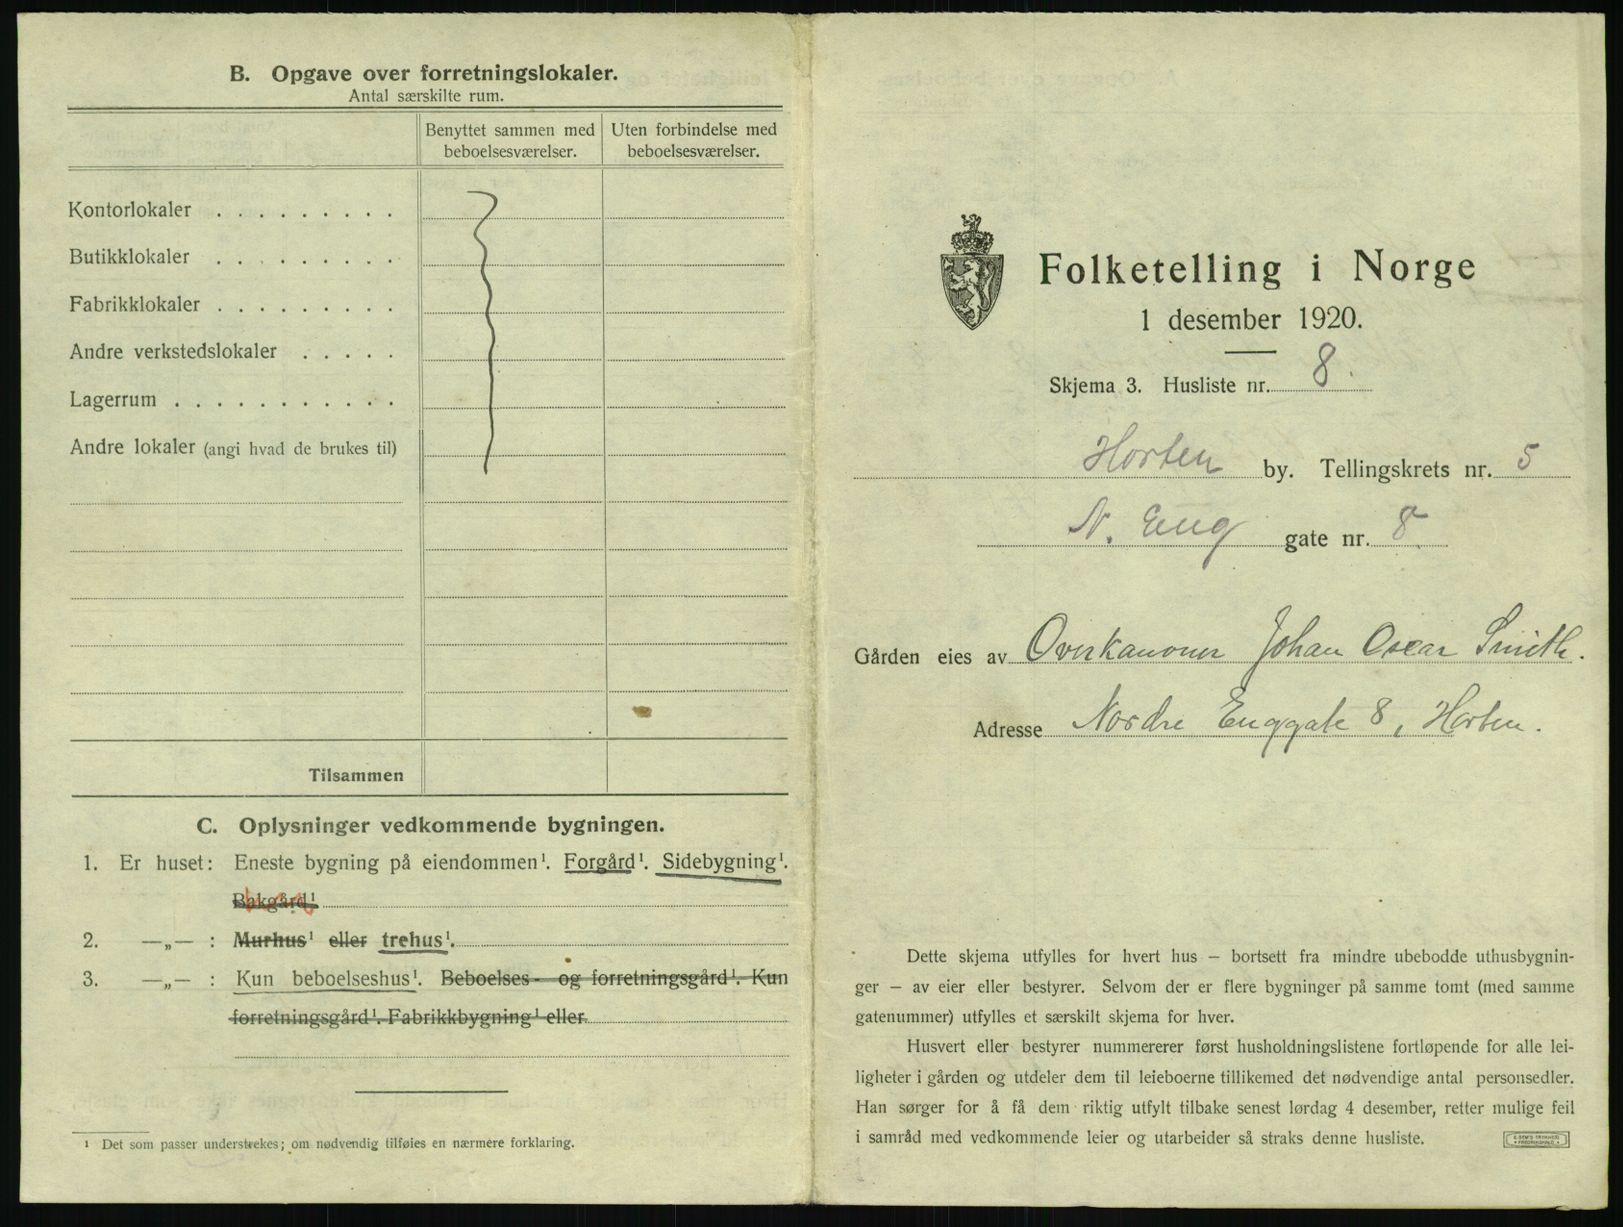 B. Opgave over forretningslokaler.
Antal særskilte rum.
Benyttet sammen med beboelsesværelser.
Uten forbindelse med beboelsesværelser.
Kontorlokaler . . . . . . . . .
Butikklokaler . . . . . . . . .
Fabrikklokaler . . . . . . . . .
Andre verkstedslokaler . . . . .
Lagerrum . . . . . . . . . . .
Andre lokaler (angi hvad de brukes til)
Tilsammen
C. Oplysninger vedkommende bygningen.
1. Er huset: Eneste bygning på eiendommen¹. Forgård¹. Sidebygning¹.
Bakgård¹
2. —„— : Murhus¹ eller trehus¹.
3. —„— : Kun beboelseshus¹. Beboelses- og forretningsgård¹. Kun
forretningsgård¹. Fabrikkbygning¹ eller
¹ Det som passer understrekes; om nødvendig tilføies en nærmere forklaring.
Folketelling i Norge
1 desember 1920.
Skjema 3. Husliste nr. 8.
Horten by. Tellingskrets nr. 5
N. Eng gate nr. 8.
Gården eies av Overkanoner Johan Oscar Smith.
Adresse Nordre Enggate 8, Horten.
Dette skjema utfylles for hvert hus – bortsett fra mindre ubebodde uthusbygnin-
ger – av eier eller bestyrer. Selvom der er flere bygninger på samme tomt (med samme
gatenummer) utfylles et særskilt skjema for hver.
Husvert eller bestyrer nummererer først husholdningslistene fortløpende for alle lei-
ligheter i gården og utdeler dem til leieboerne tillikemed det nødvendige antal personsedler.
Han sørger for å få dem riktig utfylt tilbake senest lørdag 4 desember, retter mulige feil
i samråd med vedkommende leier og utarbeider så straks denne husliste.